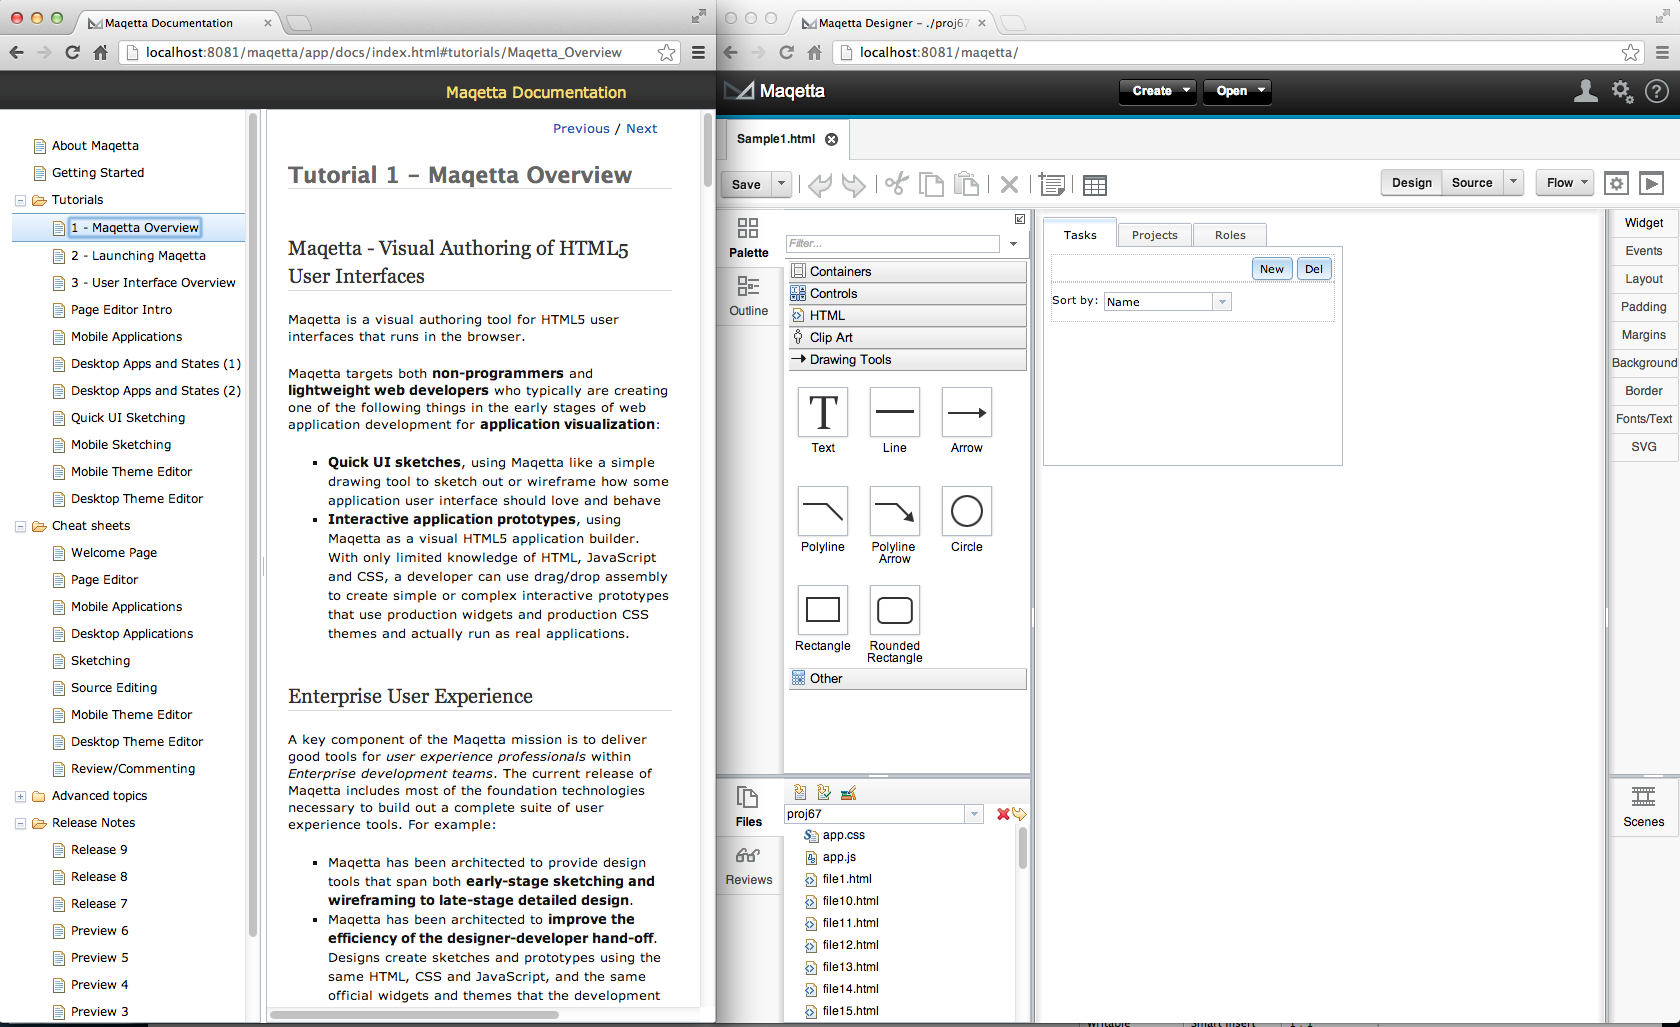 Maqetta Documentation
localhost:8081/maqetta/app/docs/index.html#tutorials/Maqetta_Overview
Maqetta Documentation
About Maqetta
Getting Started
Tutorials
1 - Maqetta Overview
2 - Launching Maqetta
3 - User Interface Overview
Page Editor Intro
Mobile Applications
Desktop Apps and States (1)
Desktop Apps and States (2)
Quick UI Sketching
Mobile Sketching
Mobile Theme Editor
Desktop Theme Editor
Cheat sheets
Welcome Page
Page Editor
Mobile Applications
Desktop Applications
Sketching
Source Editing
Mobile Theme Editor
Desktop Theme Editor
Review/Commenting
Advanced topics
Release Notes
Release 9
Release 8
Release 7
Preview 6
Preview 5
Preview 4
Preview 3
Previous / Next
Tutorial 1 – Maqetta Overview
Maqetta - Visual Authoring of HTML5
User Interfaces
Maqetta is a visual authoring tool for HTML5 user
interfaces that runs in the browser.
Maqetta targets both non-programmers and
lightweight web developers who typically are creating
one of the following things in the early stages of web
application development for application visualization:
Quick UI sketches, using Maqetta like a simple
drawing tool to sketch out or wireframe how some
application user interface should love and behave
Interactive application prototypes, using
Maqetta as a visual HTML5 application builder.
With only limited knowledge of HTML, JavaScript
and CSS, a developer can use drag/drop assembly
to create simple or complex interactive prototypes
that use production widgets and production CSS
themes and actually run as real applications.
Enterprise User Experience
A key component of the Maqetta mission is to deliver
good tools for user experience professionals within
Enterprise development teams. The current release of
Maqetta includes most of the foundation technologies
necessary to build out a complete suite of user
experience tools. For example:
Maqetta has been architected to provide design
tools that span both early-stage sketching and
wireframing to late-stage detailed design.
Maqetta has been architected to improve the
efficiency of the designer-developer hand-off.
Designs create sketches and prototypes using the
same HTML, CSS and JavaScript, and the same
official widgets and themes that the development
Maqetta Designer – ./proj67
localhost:8081/maqetta/
Maqetta
Create
Open
Sample1.html
Save
Design
Source
Flow
Palette
Outline
Filter...
Containers
Controls
HTML
Clip Art
Drawing Tools
Text
Line
Arrow
Polyline
Polyline
Arrow
Circle
Rectangle
Rounded
Rectangle
Other
Files
Reviews
proj67
app.css
app.js
file1.html
file10.html
file11.html
file12.html
file13.html
file14.html
file15.html
Tasks
Projects
Roles
New
Del
Sort by:
Name
Widget
Events
Layout
Padding
Margins
Background
Border
Fonts/Text
SVG
Scenes
Writable
Smart Insert
1 : 1